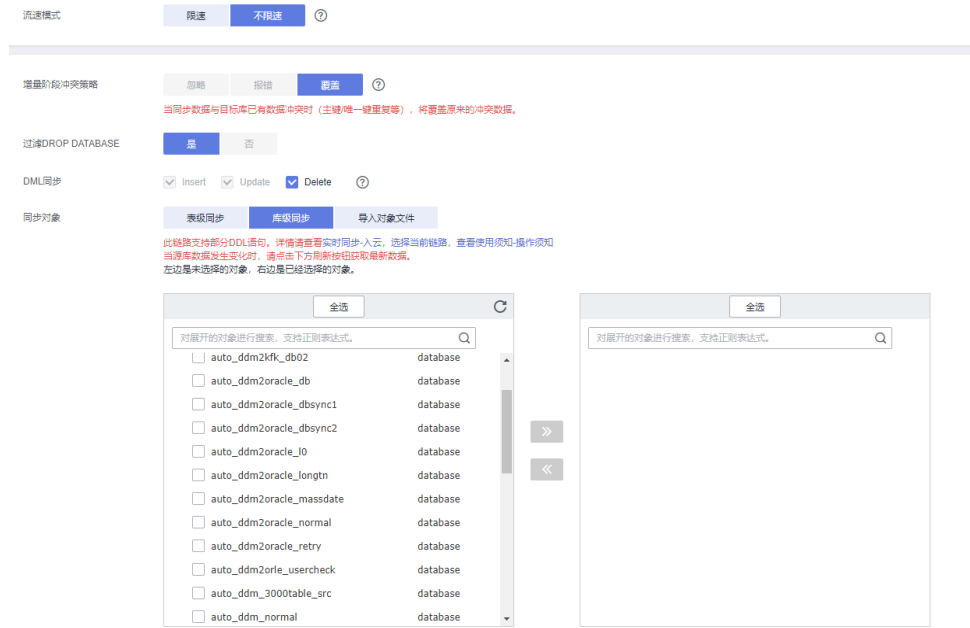 流速模式 限速 不限速 ?
增量阶段冲突策略 忽略 报错 覆盖 ?
当同步数据与目标库已有数据冲突时（主键/唯一键重复等），将覆盖原来的冲突数据。
过滤DROP DATABASE 是 否
DML同步 Insert Update Delete ?
同步对象 表级同步 库级同步 导入对象文件
此链路支持部分DDL语句。详情请查看实时同步-入云，选择当前链路，查看使用须知-操作须知
当源库数据发生变化时，请点击下方刷新按钮获取最新数据。
左边是未选择的对象，右边是已经选择的对象。
全选 全选
对展开的对象进行搜索，支持正则表达式。 对展开的对象进行搜索，支持正则表达式。
auto_ddm2kfk_db02 database
auto_ddm2oracle_db database
auto_ddm2oracle_dbsync1 database
auto_ddm2oracle_dbsync2 database
auto_ddm2oracle_l0 database
auto_ddm2oracle_longtn database
auto_ddm2oracle_massdate database
auto_ddm2oracle_normal database
auto_ddm2oracle_retry database
auto_ddm2orle_usercheck database
auto_ddm_3000table_src database
auto_ddm_normal database